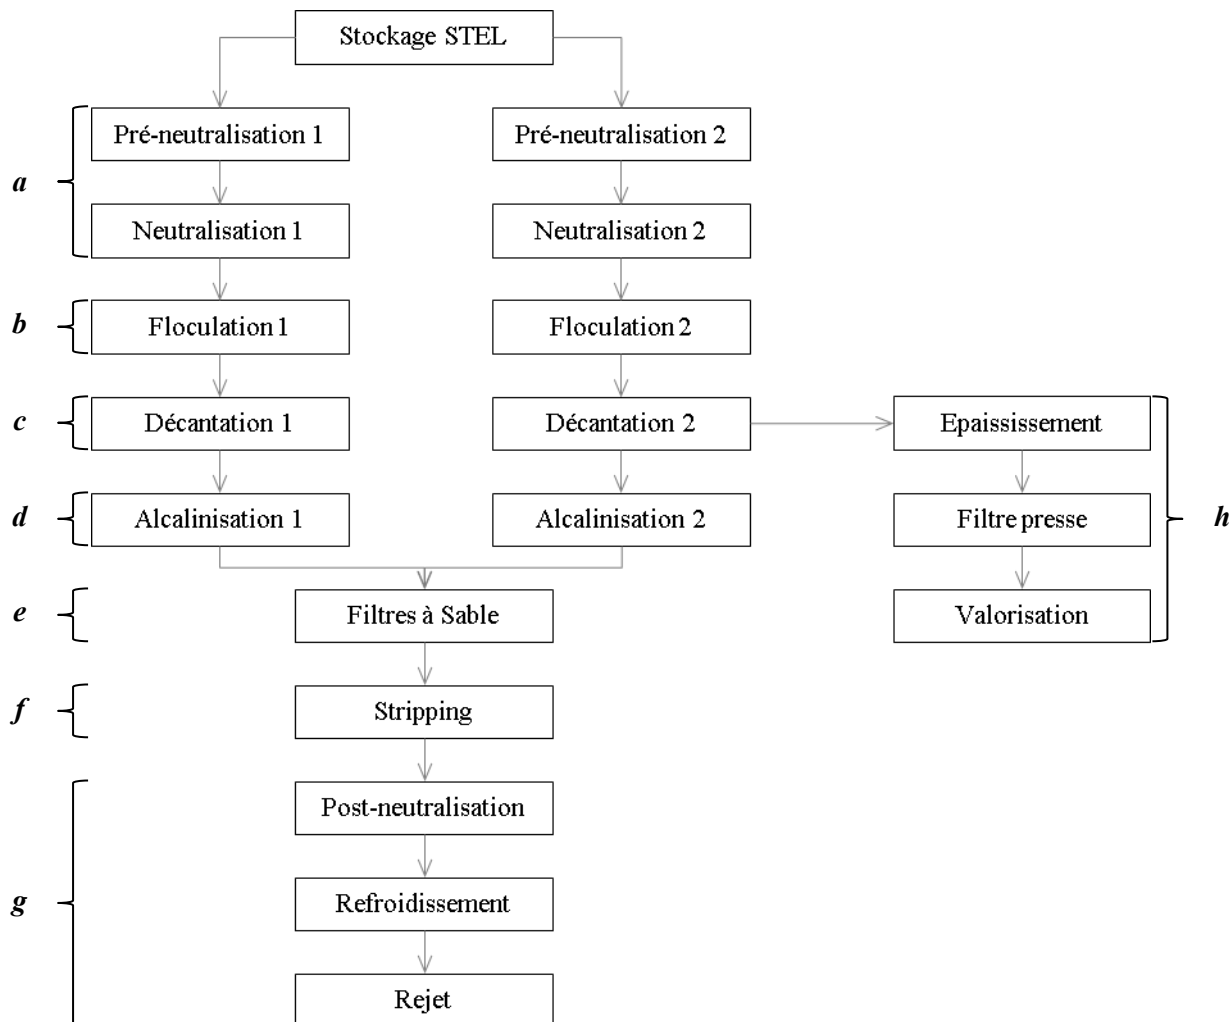 Stockage STEL
Pré-neutralisation 1
Pré-neutralisation 2
a
Neutralisation 1
Neutralisation 2
b
Floculation 1
Floculation 2
c
Décantation 1
Décantation 2
Epaississement
d
Alcalinisation 1
Alcalinisation 2
Filtre presse
h
e
Filtres à Sable
Valorisation
f
Stripping
Post-neutralisation
g
Refroidissement
Rejet